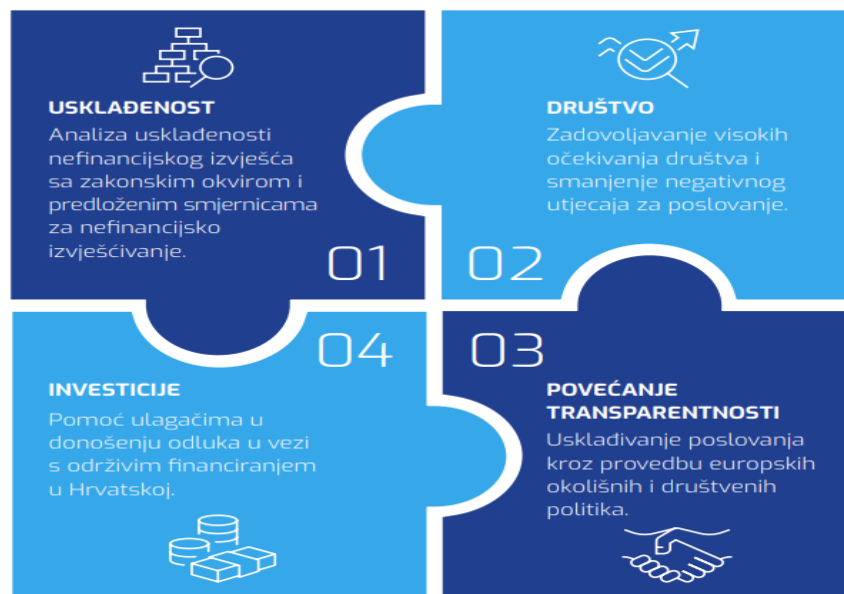 USKLAĐENOST
Analiza usklađenosti
nefinancijskog izvješća
sa zakonskim okvirom i
predloženim smjernicama
za nefinancijsko
izvješćivanje.
01
DRUŠTVO
Zadovoljavanje visokih
očekivanja društva i
smanjenje negativnog
utjecaja za poslovanje.
02
03
POVEĆANJE
TRANSPARENTNOSTI
Usklađivanje poslovanja
kroz provedbu europskih
okolišnih i društvenih
politika.
04
INVESTICIJE
Pomoć ulagačima u
donošenju odluka u vezi
s održivim financiranjem
u Hrvatskoj.